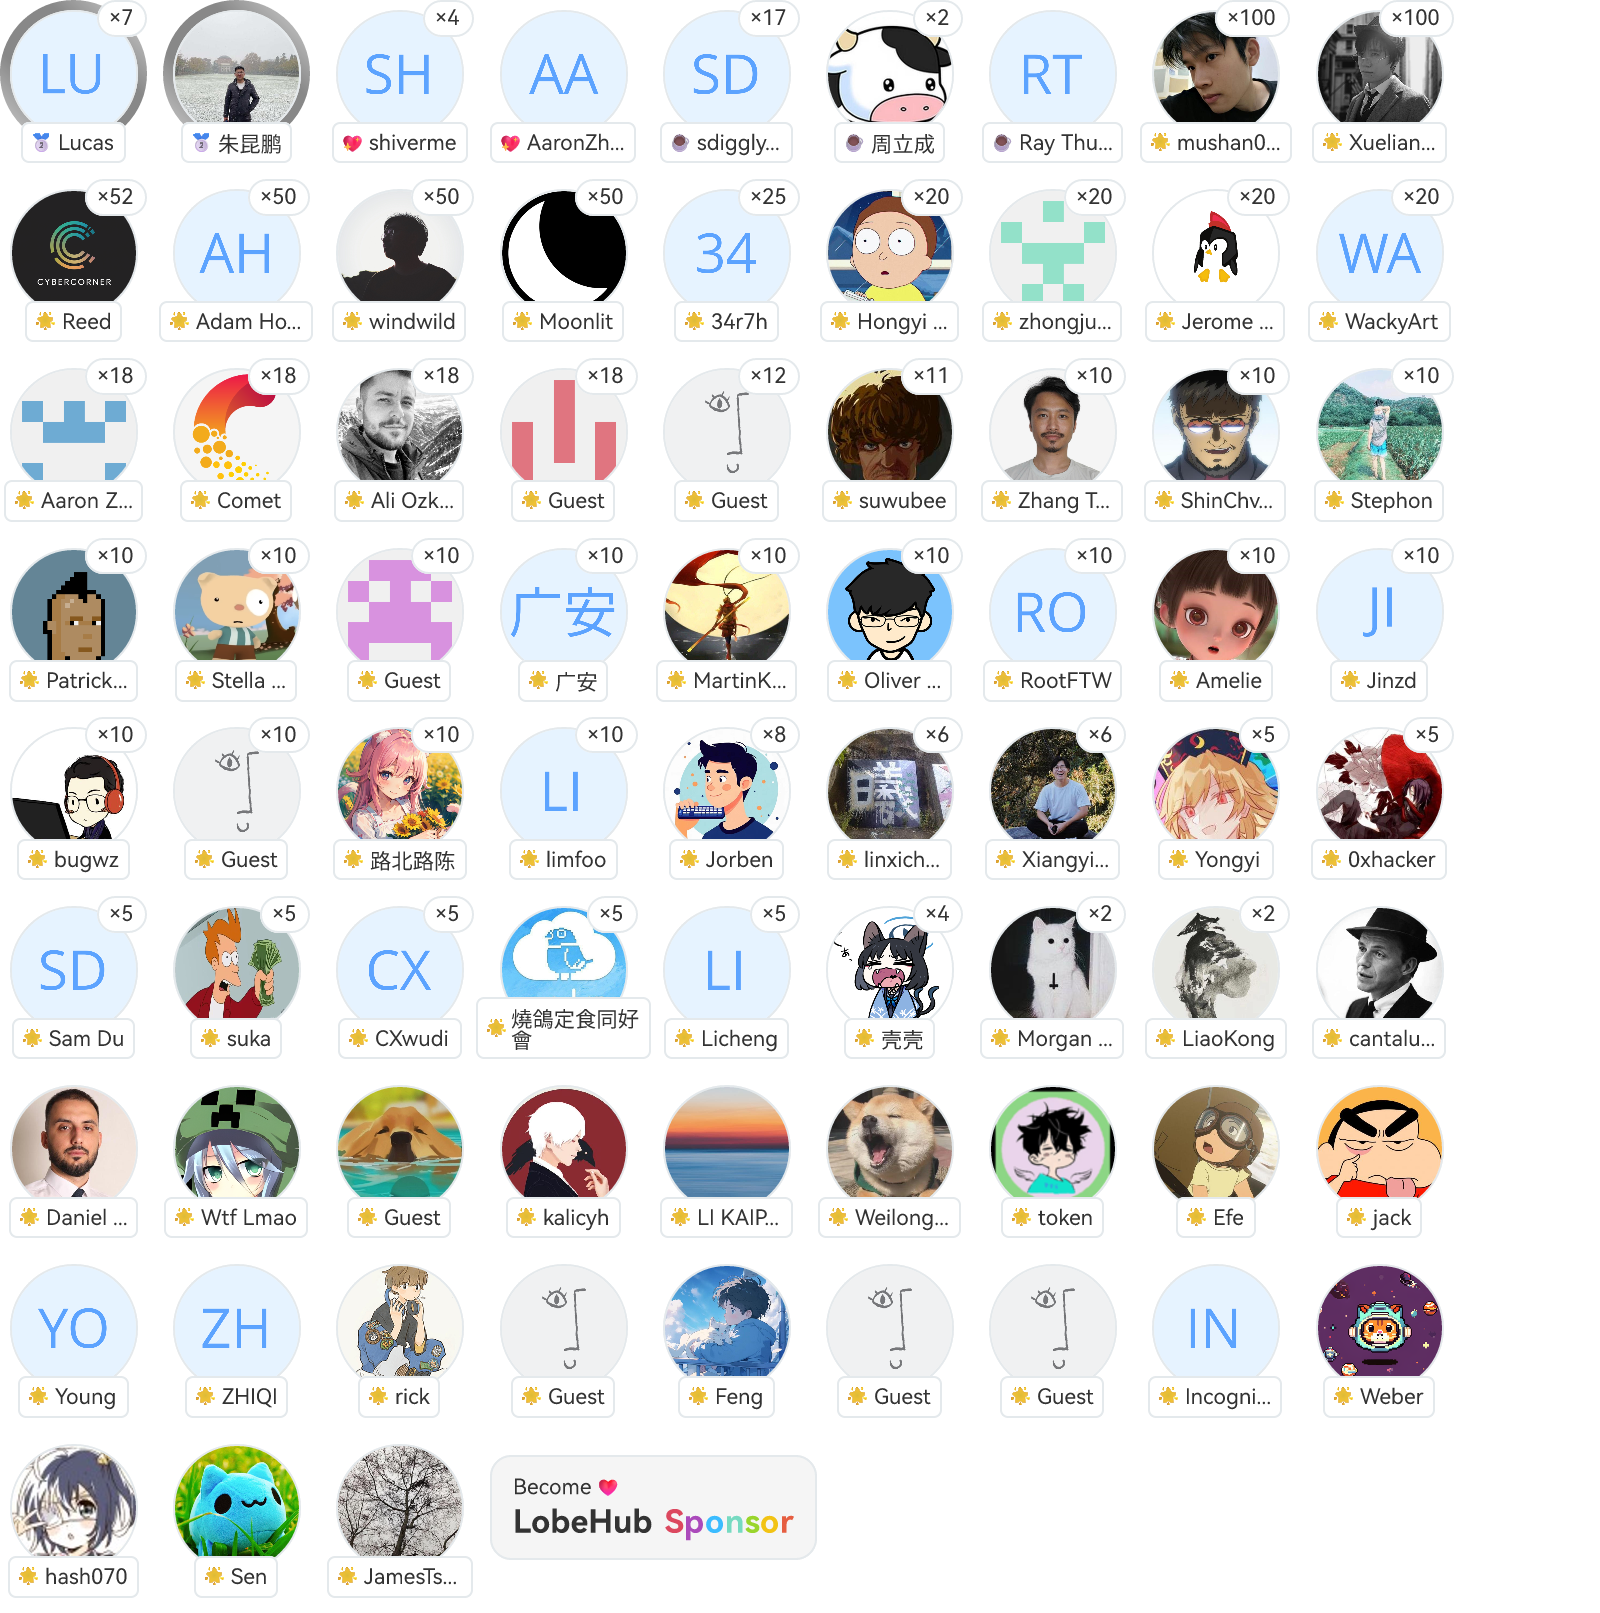 ×7
×4
×17
×2
×100
×100
LU
SH
AA
SD
RT
Lucas
朱昆鹏
shiverme
AaronZh...
sdiggly...
周立成
Ray Thu...
mushan0...
Xuelian...
×52
×50
×50
×50
×25
×20
×20
×20
×20
CYBERCORNER
AH
34
WA
Reed
Adam Ho...
windwild
Moonlit
34r7h
Hongyi ...
zhongju...
Jerome ...
WackyArt
×18
×18
×18
×18
×12
×11
×10
×10
×10
Aaron Z...
Comet
Ali Ozk...
Guest
Guest
suwubee
Zhang T...
ShinChv...
Stephon
×10
×10
×10
×10
×10
×10
×10
×10
×10
广安
RO
JI
Patrick...
Stella ...
Guest
广安
MartinK...
Oliver ...
RootFTW
Amelie
Jinzd
×10
×10
×10
×10
×8
×6
×6
×5
×5
LI
bugwz
Guest
路北路陈
limfoo
Jorben
linxich...
Xiangyi...
Yongyi
0xhacker
×5
×5
×5
×5
×5
×4
×2
×2
SD
CX
LI
Sam Du
suka
CXwudi
燒鴿定食同好
會
Licheng
壳壳
Morgan ...
LiaoKong
cantalu...
Daniel ...
Wtf Lmao
Guest
kalicyh
LI KAIP...
Weilong...
token
Efe
jack
YO
ZH
IN
Young
ZHIQI
rick
Guest
Feng
Guest
Guest
Incogni...
Weber
Become
LobeHub Sponsor
hash070
Sen
JamesTs...